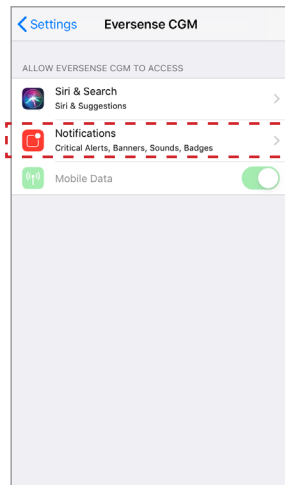 Settings Eversense CGM
ALLOW EVERSENSE CGM TO ACCESS
Siri & Search
Siri & Suggestions
Notifications
Critical Alerts, Banners, Sounds, Badges
Mobile Data